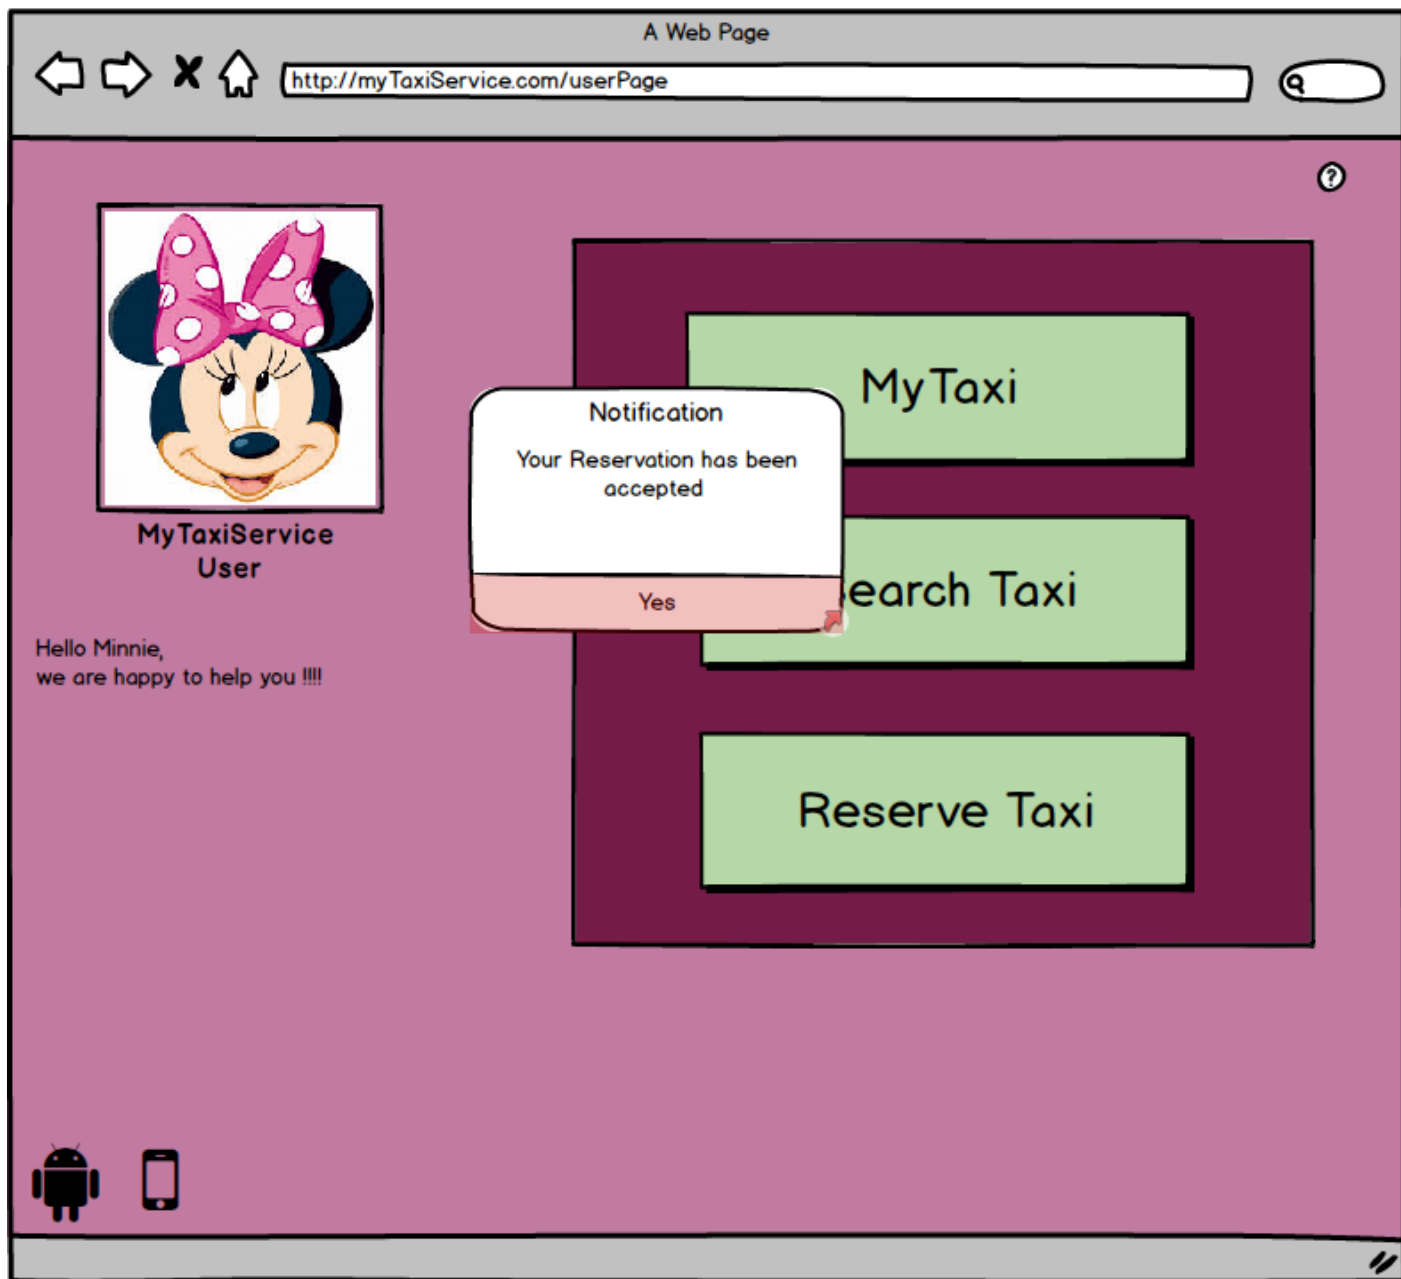 A Web Page
http://myTaxiService.com/userPage
?
MyTaxiService
User
Hello Minnie,
we are happy to help you !!!!
MyTaxi
Notification
Your Reservation has been
accepted
Yes
earch Taxi
Reserve Taxi